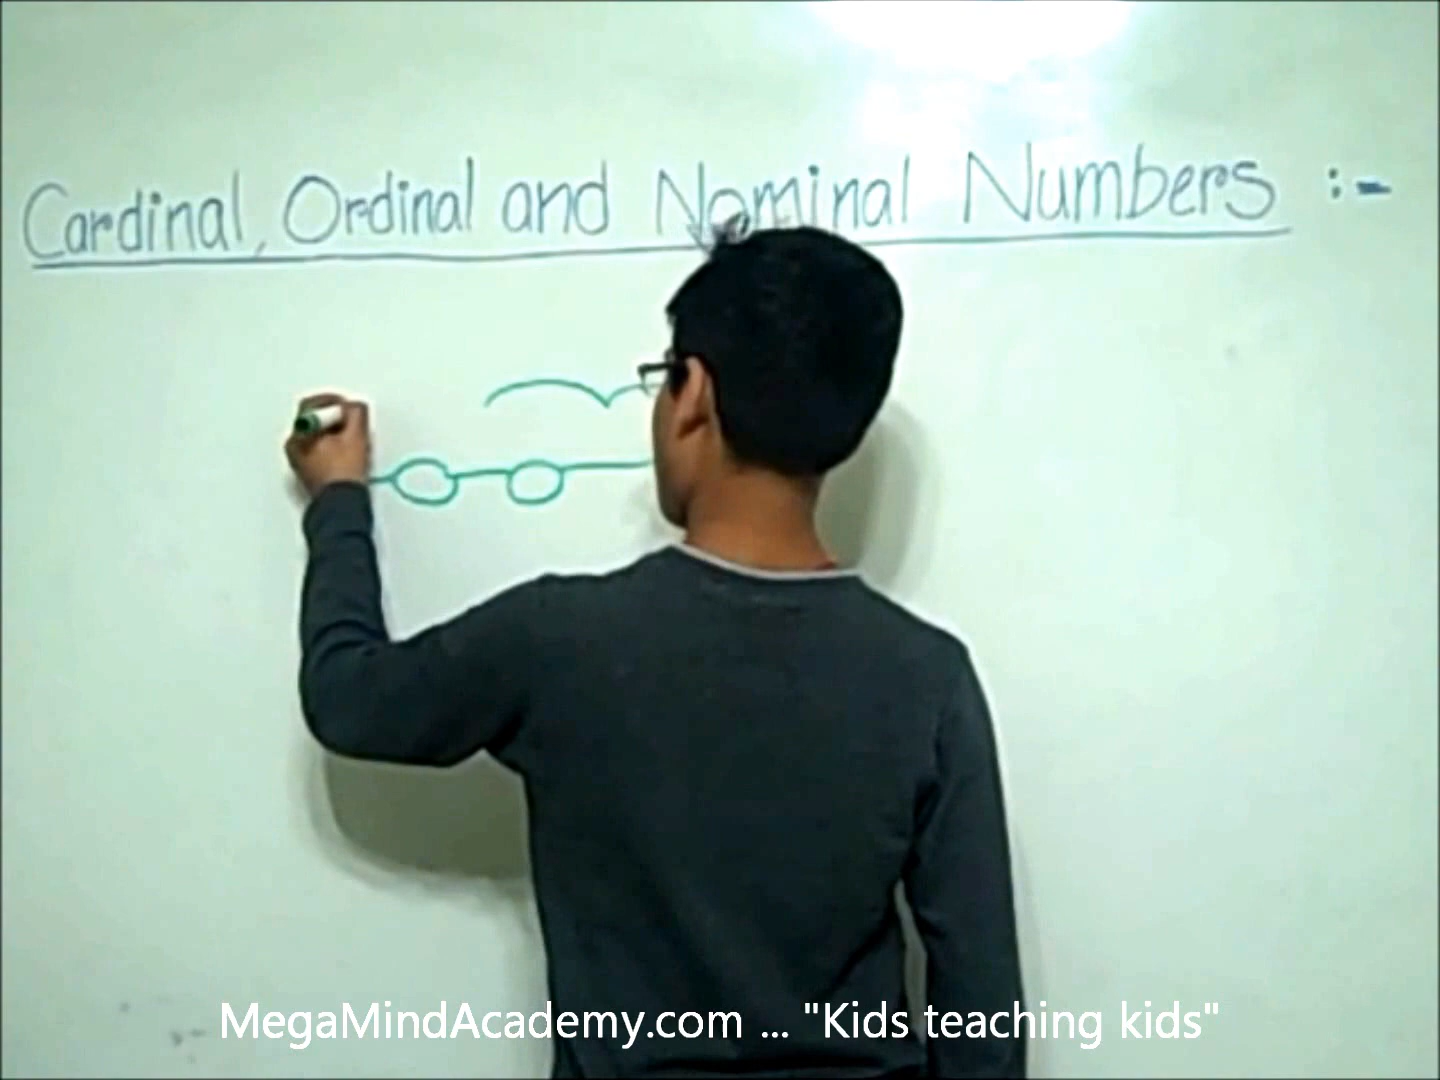 Cardinal, Ordinal and Nominal Numbers :-
MegaMindAcademy.com ... "Kids teaching kids"